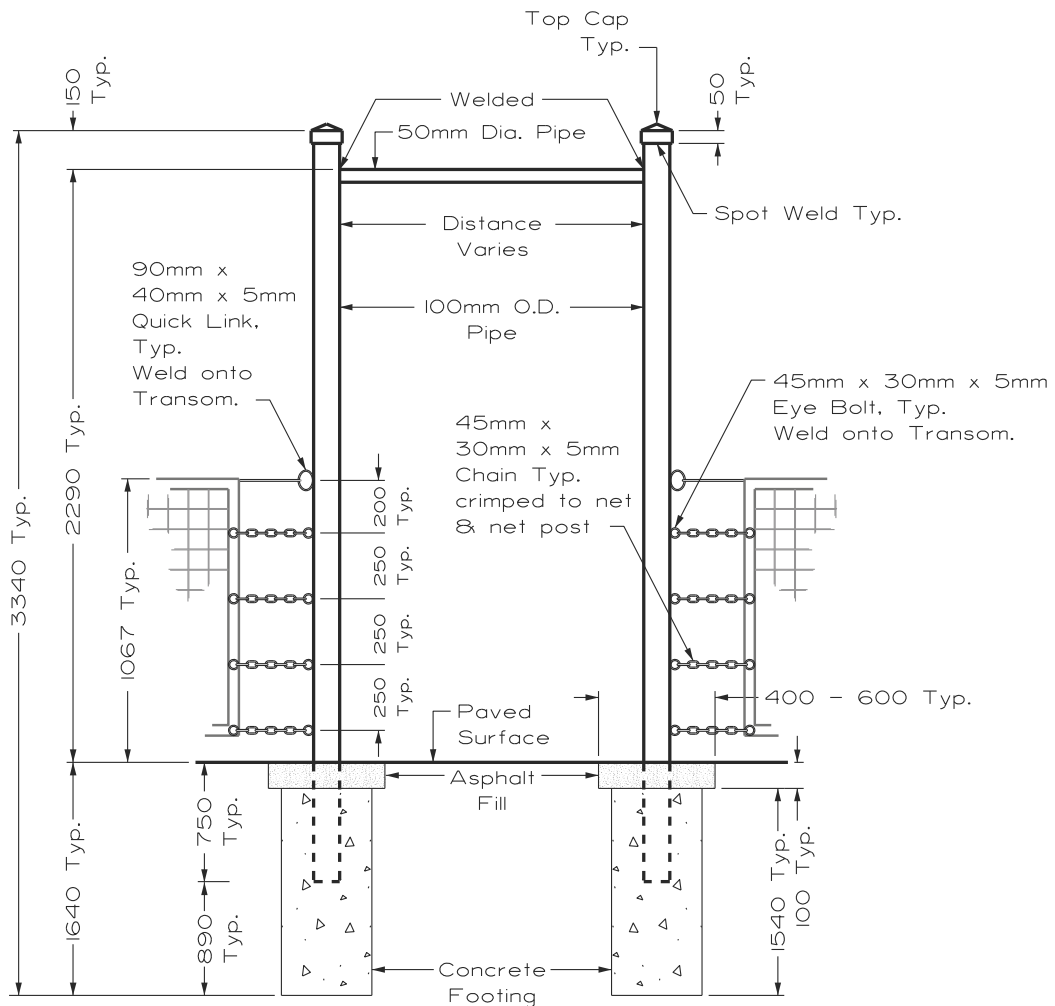 Top Cap
Typ.
150
Typ.
50
Typ.
Welded
50mm Dia. Pipe
Spot Weld Typ.
Distance
Varies
90mm x
40mm x 5mm
Quick Link,
Typ.
Weld onto
Transom.
100mm O.D.
Pipe
45mm x 30mm x 5mm
Eye Bolt, Typ.
Weld onto Transom.
45mm x
30mm x 5mm
Chain Typ.
crimped to net
& net post
3340 Typ.
2290 Typ.
1067 Typ.
200
Typ.
250
Typ.
250
Typ.
250
Typ.
400 - 600 Typ.
Paved
Surface
Asphalt
Fill
1640 Typ.
750
Typ.
890
Typ.
1540 Typ.
100 Typ.
Concrete
Footing